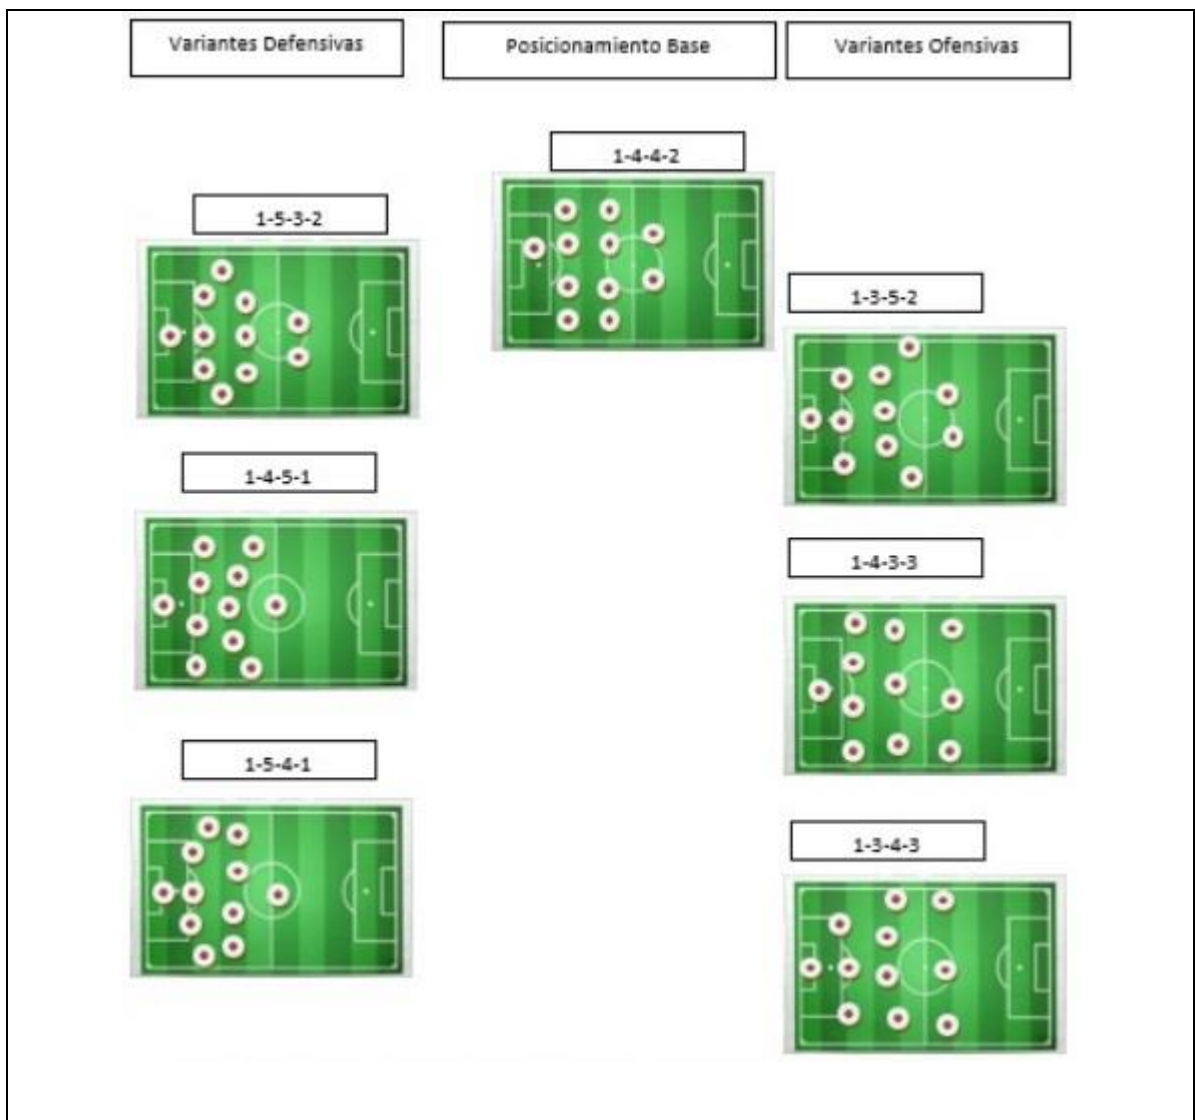 Variantes Defensivas
Posicionamiento Base
Variantes Ofensivas
1-4-4-2
1-5-3-2
1-3-5-2
1-4-5-1
1-4-3-3
1-5-4-1
1-3-4-3